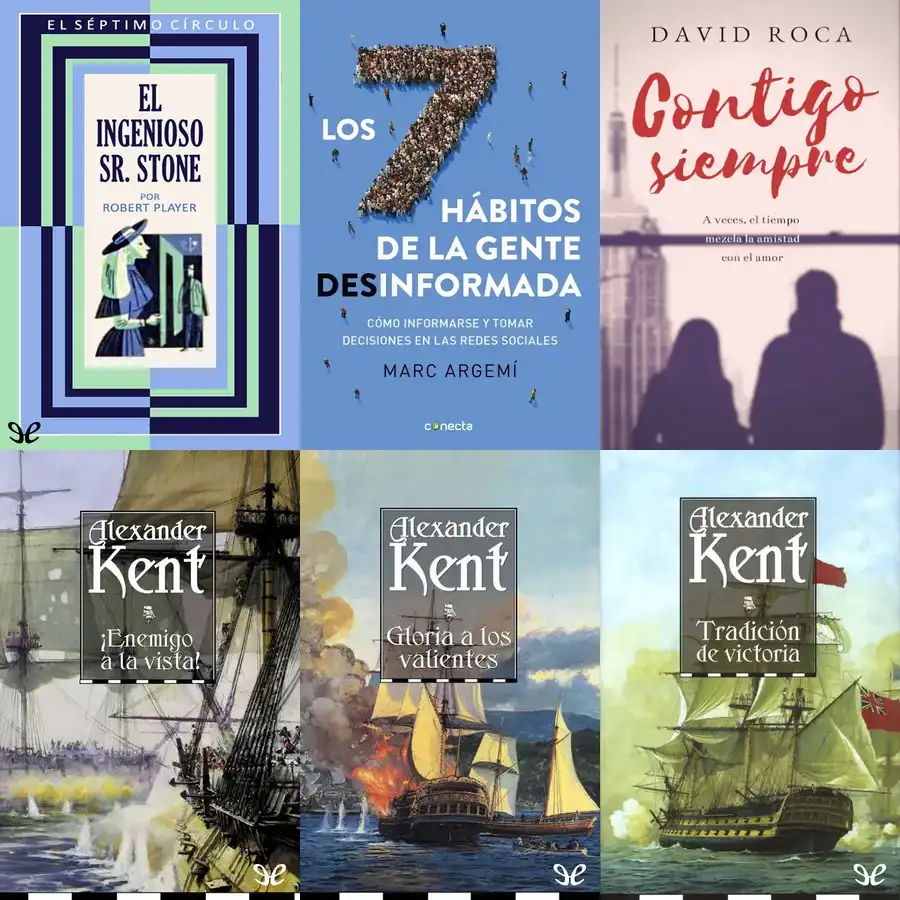 EL SÉPTIMO CÍRCULO
EL
INGENIOSO
SR. STONE
POR
ROBERT PLAYER
LOS
7
HÁBITOS
DE LA GENTE
DESINFORMADA
CÓMO INFORMARSE Y TOMAR
DECISIONES EN LAS REDES SOCIALES
MARC ARGEMÍ
conecta
DAVID ROCA
Contigo
siempre
A veces, el tiempo
mezcla la amistad
con el amor
Alexander
Kent
¡Enemigo
a la vista!
Alexander
Kent
Gloria a los
valientes
Alexander
Kent
Tradición
de victoria